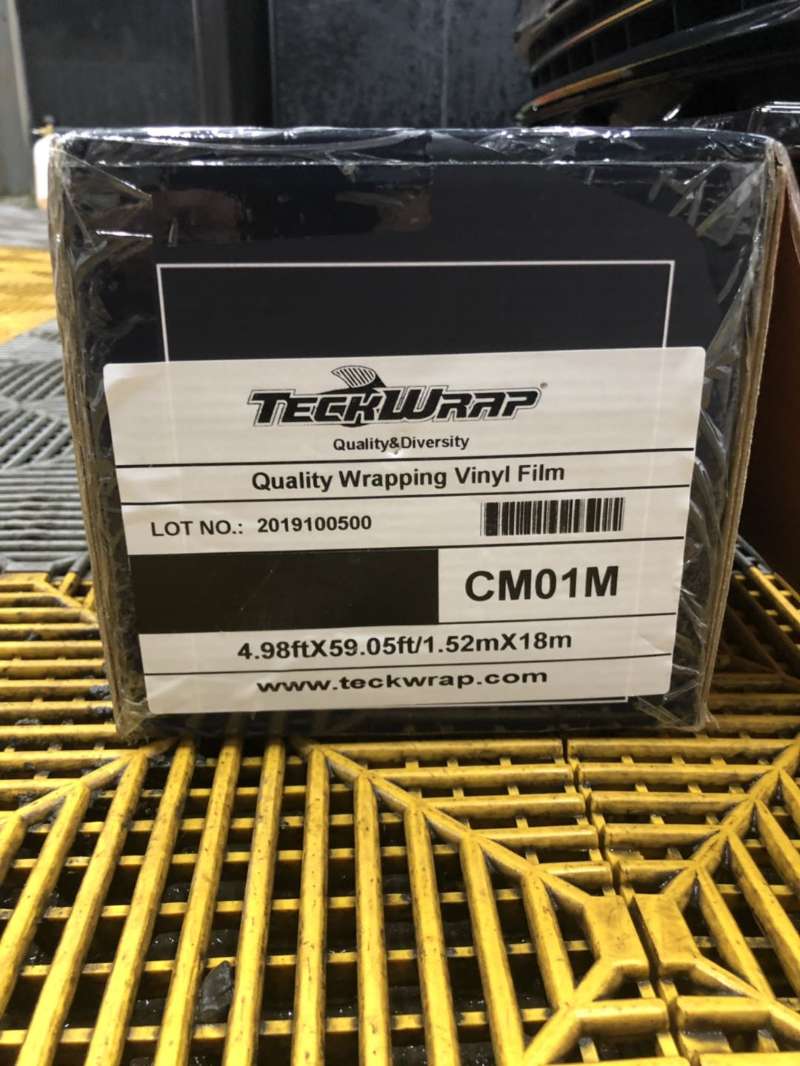 TECKWRAP®
Quality&Diversity
Quality Wrapping Vinyl Film
LOT NO.: 2019100500
CM01M
4.98ftX59.05ft/1.52mX18m
www.teckwrap.com